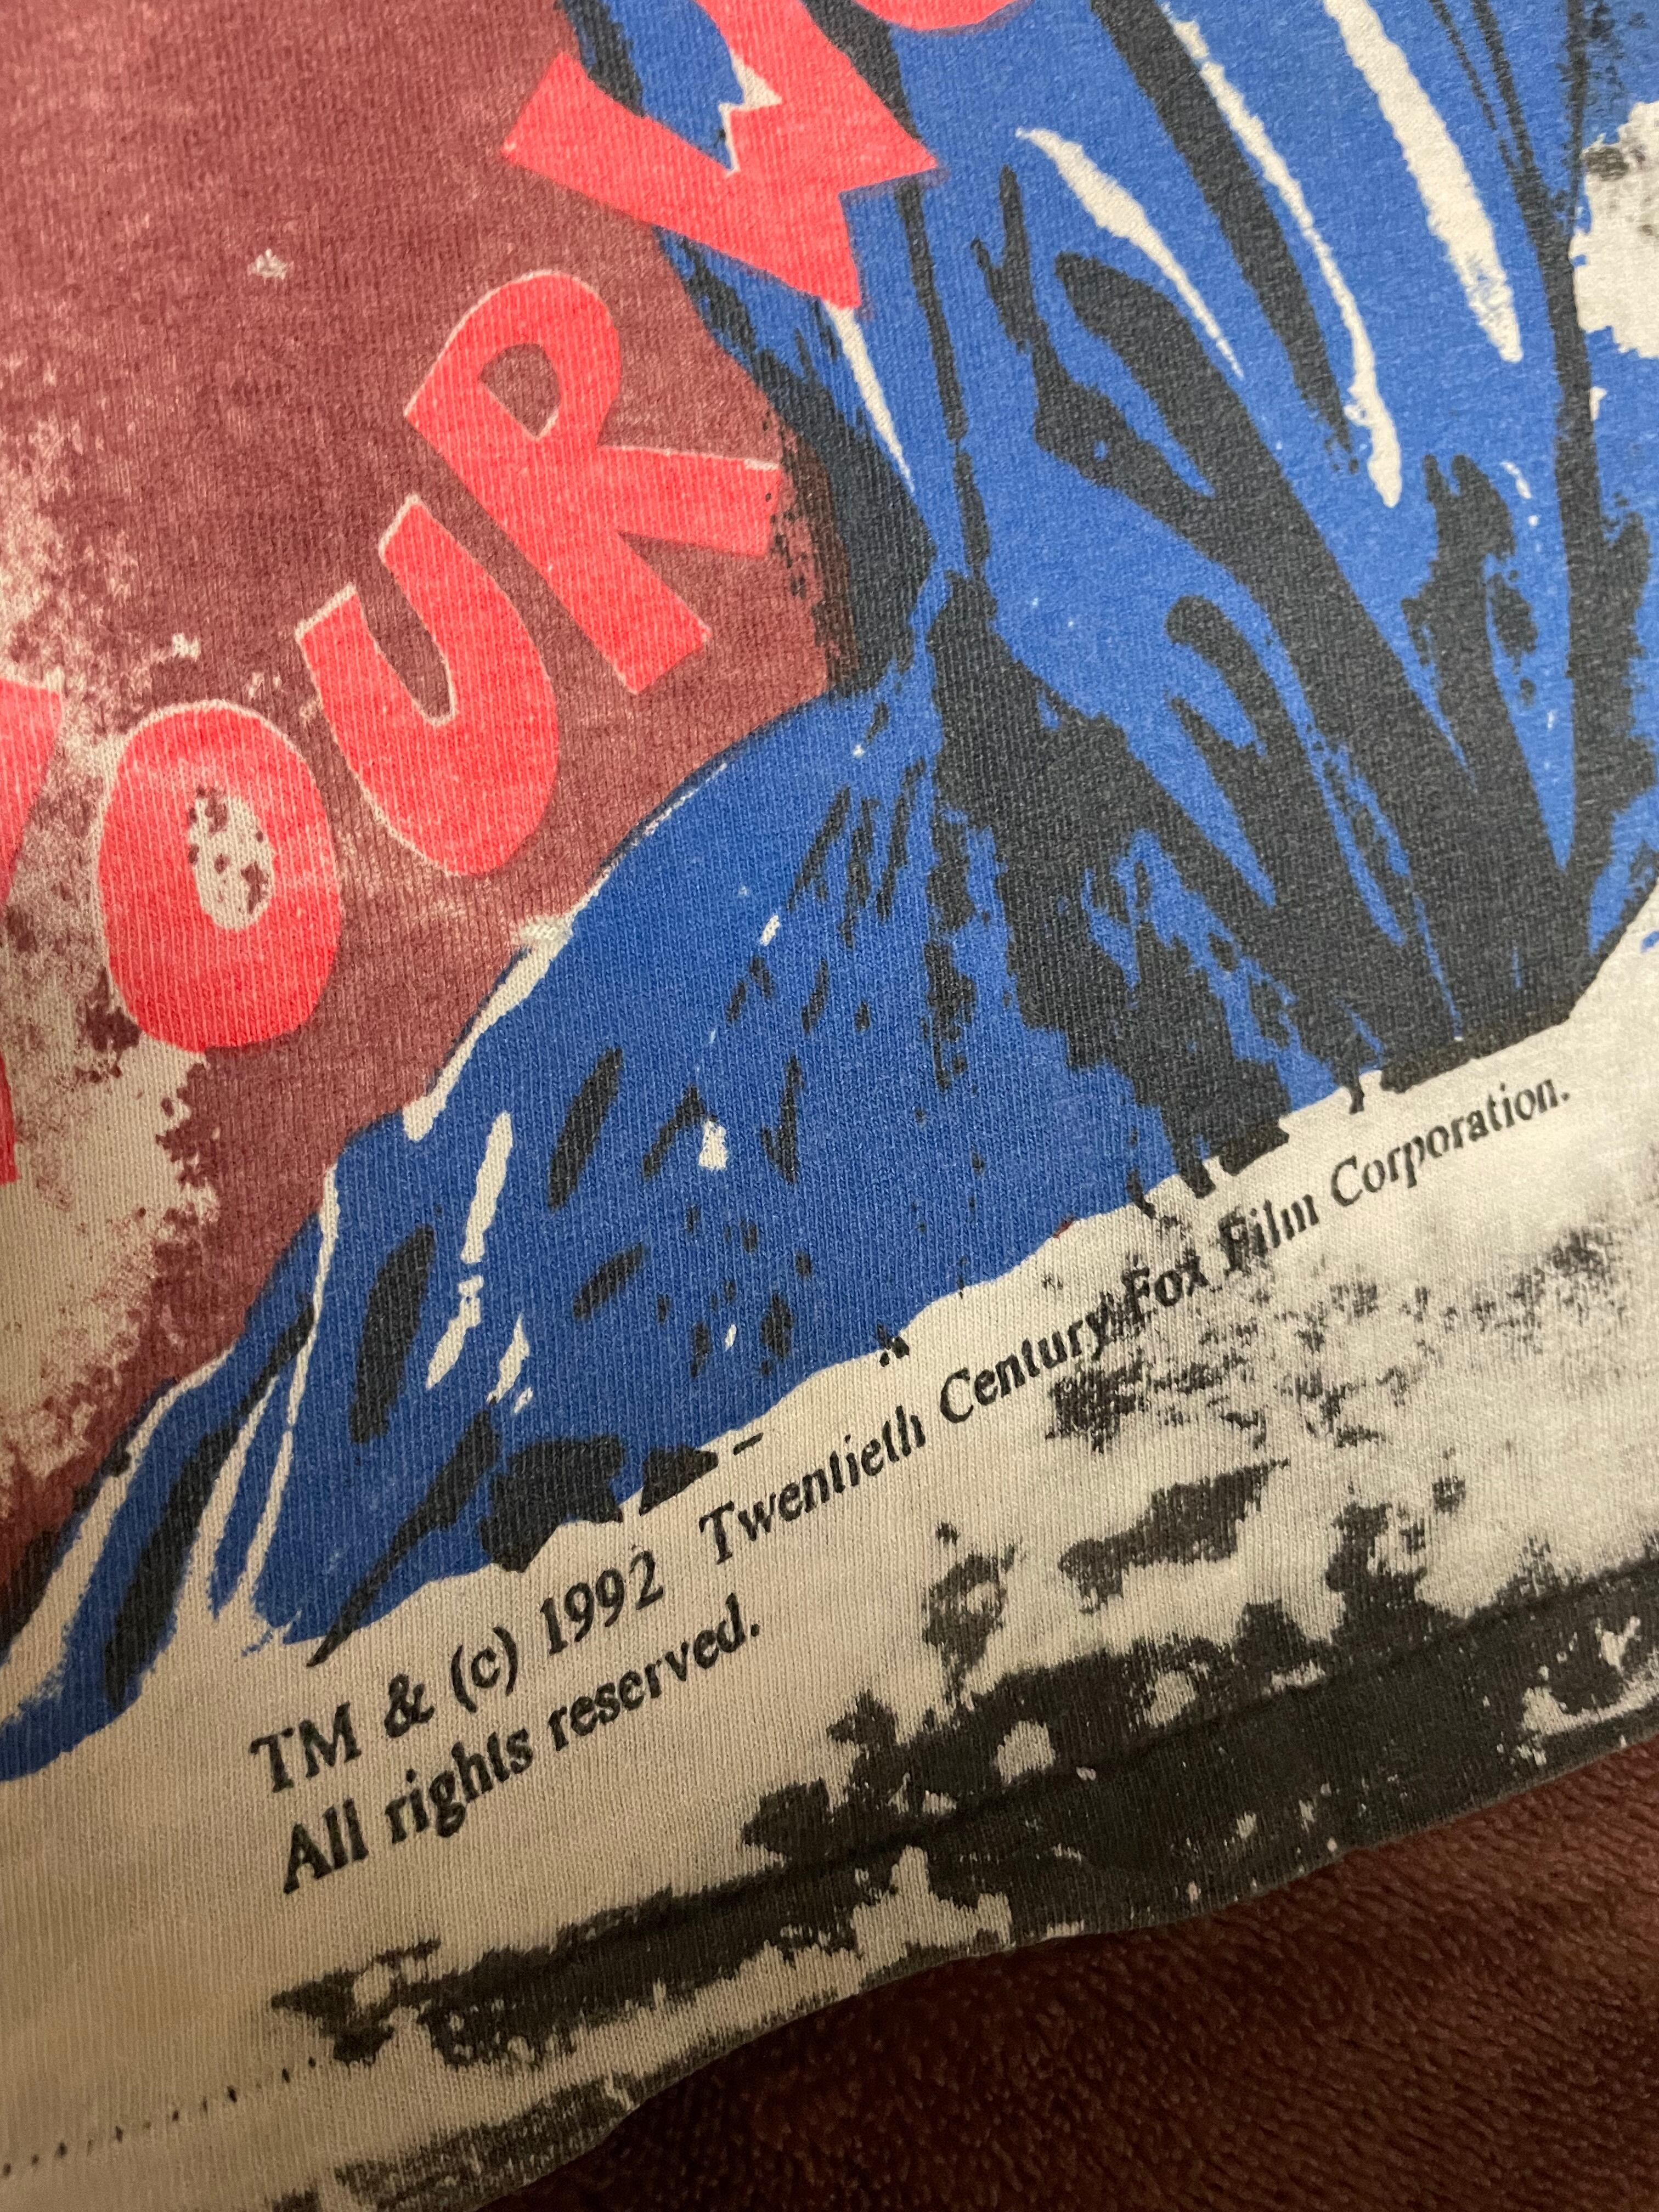 YOUR
TM & (c) 1992 Twentieth Century Fox Film Corporation.
All rights reserved.